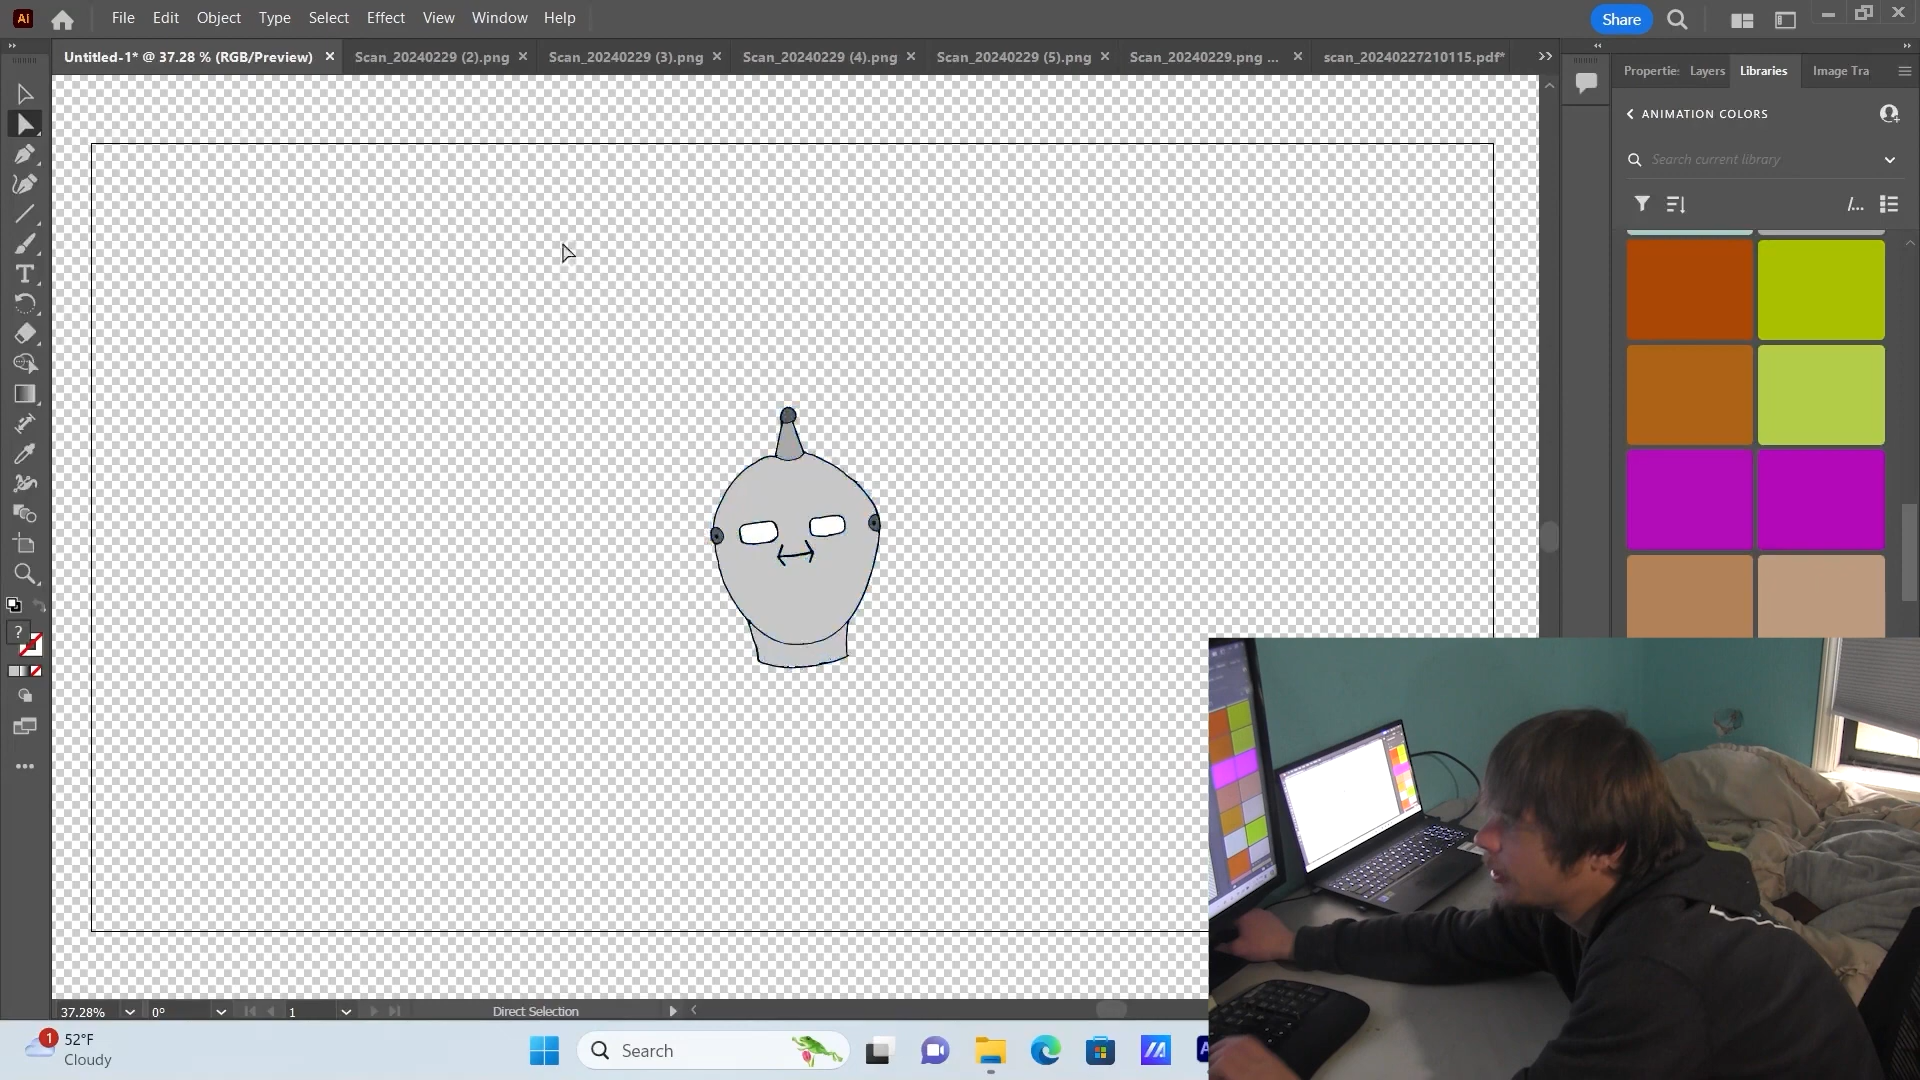 Ai File Edit Object Type Select Effect View Window Help Share
Untitled-1* @ 37.28 % (RGB/Preview) × Scan_20240229 (2).png × Scan_20240229 (3).png × Scan_20240229 (4).png × Scan_20240229 (5).png × Scan_20240229.png ... × scan_20240227210115.pdf*
Propertie: Layers Libraries Image Tra
ANIMATION COLORS
Search current library
/...
?
37.28% 0° 1 Direct Selection
1
52°F
Cloudy
Search